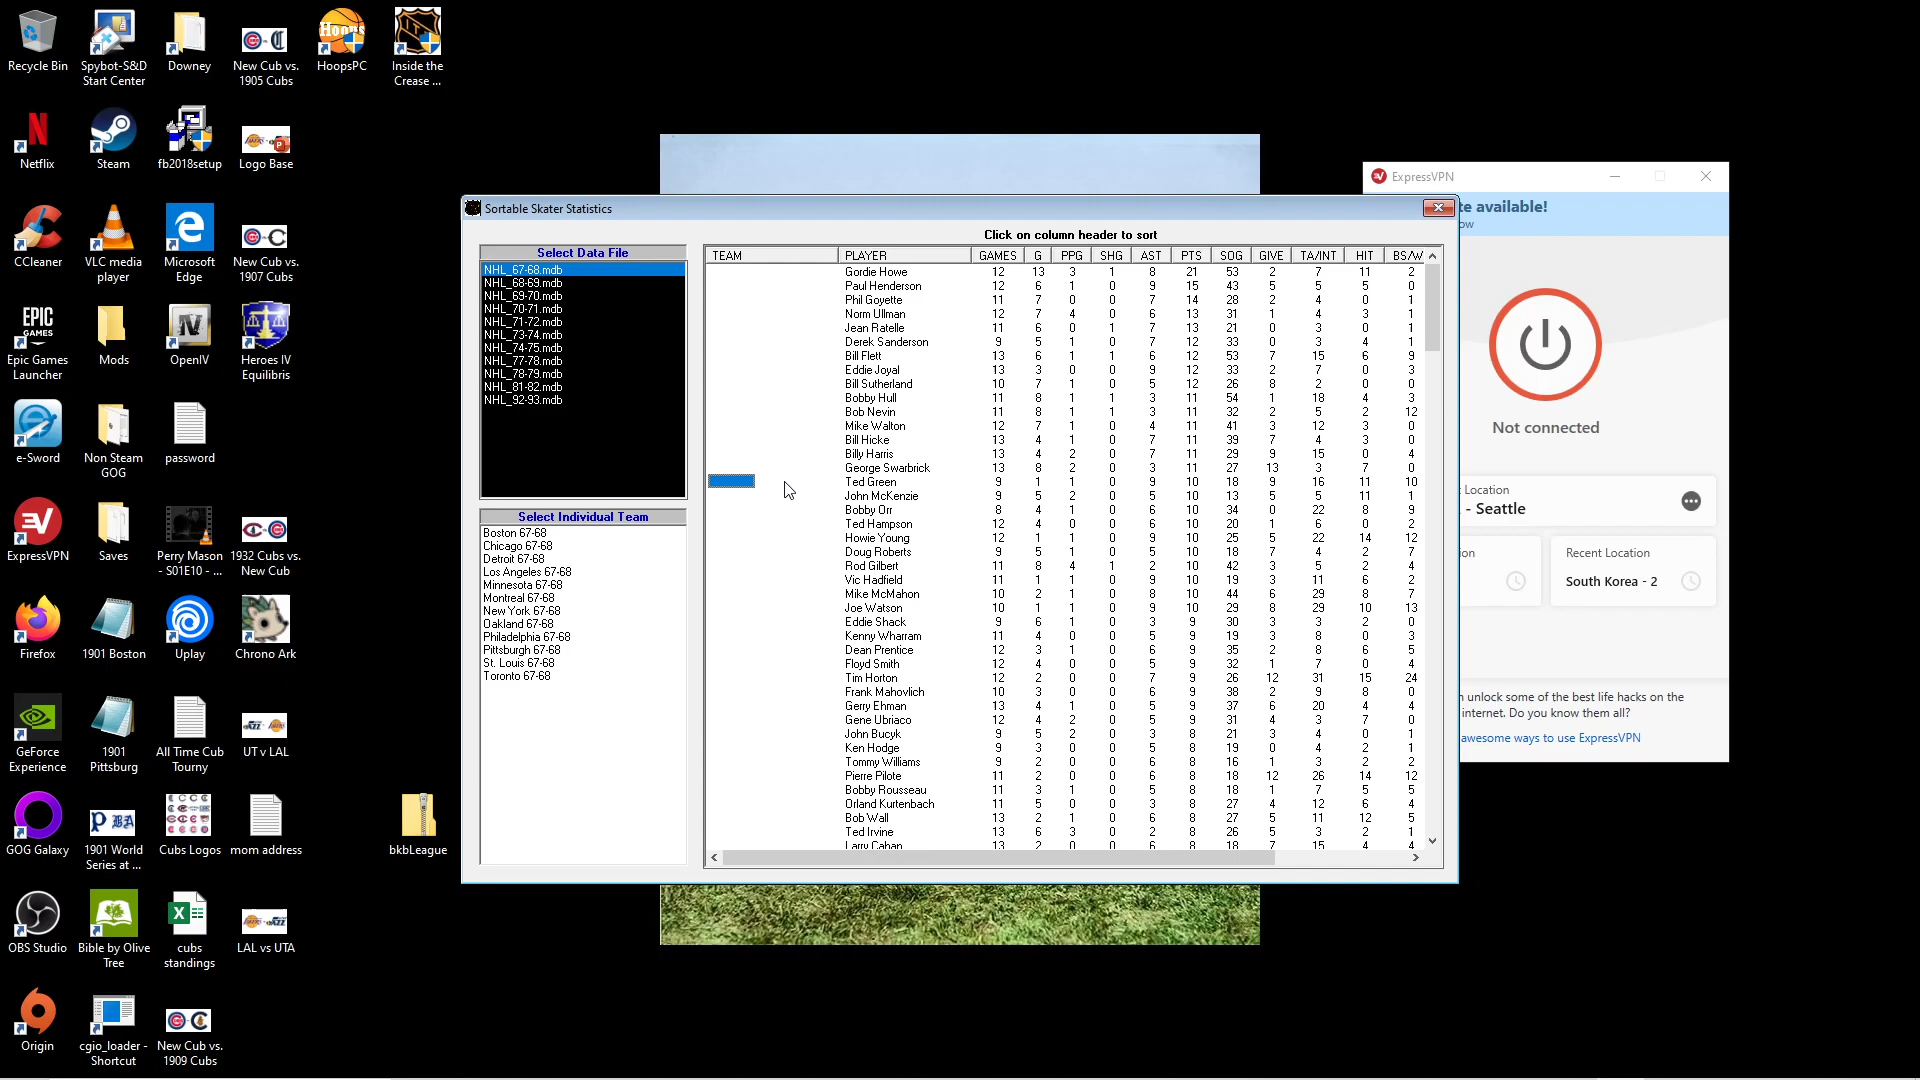 Recycle Bin
Spybot-S&D
Start Center
Downey
New Cub vs.
1905 Cubs
HoopsPC
Inside the
Crease ...
Netflix
Steam
fb2018setup
Logo Base
CCleaner
VLC media
player
Microsoft
Edge
New Cub vs.
1907 Cubs
Epic Games
Launcher
Mods
OpenIV
Heroes IV
Equilibris
e-Sword
Non Steam
GOG
password
ExpressVPN
Saves
Perry Mason
- S01E10 - ...
1932 Cubs vs.
New Cub
Firefox
1901 Boston
Uplay
Chrono Ark
GeForce
Experience
1901
Pittsburg
All Time Cub
Tourny
UT v LAL
GOG Galaxy
1901 World
Series at ...
Cubs Logos
mom address
bkbLeague
OBS Studio
Bible by Olive
Tree
cubs
standings
LAL vs UTA
Origin
cgio_loader -
Shortcut
New Cub vs.
1909 Cubs
Sortable Skater Statistics
Click on column header to sort
Select Data File
NHL_67-68.mdb
NHL_68-69.mdb
NHL_69-70.mdb
NHL_70-71.mdb
NHL_71-72.mdb
NHL_73-74.mdb
NHL_74-75.mdb
NHL_77-78.mdb
NHL_78-79.mdb
NHL_81-82.mdb
NHL_92-93.mdb
Select Individual Team
Boston 67-68
Chicago 67-68
Detroit 67-68
Los Angeles 67-68
Minnesota 67-68
Montreal 67-68
New York 67-68
Oakland 67-68
Philadelphia 67-68
Pittsburgh 67-68
St. Louis 67-68
Toronto 67-68
TEAM PLAYER GAMES G PPG SHG AST PTS SOG GIVE TA/INT HIT BS/W
Gordie Howe 12 13 3 1 8 21 53 2 7 11 2
Paul Henderson 12 6 1 0 9 15 43 5 5 5 0
Phil Goyette 11 7 0 0 7 14 28 2 4 0 1
Norm Ullman 12 7 4 0 6 13 31 1 4 3 1
Jean Ratelle 11 6 0 1 7 13 21 0 3 0 1
Derek Sanderson 9 5 1 0 7 12 33 0 3 4 1
Bill Flett 13 6 1 1 6 12 53 7 15 6 9
Eddie Joyal 13 3 0 0 9 12 33 2 7 0 3
Bill Sutherland 10 7 1 0 5 12 26 8 2 0 0
Bobby Hull 11 8 1 1 3 11 54 1 18 4 3
Bob Nevin 11 8 1 1 3 11 32 2 5 2 12
Mike Walton 12 7 1 0 4 11 41 3 12 3 0
Bill Hicke 13 4 1 0 7 11 39 7 4 3 0
Billy Harris 13 4 2 0 7 11 29 9 15 0 4
George Swarbrick 13 8 2 0 3 11 27 13 3 7 0
Ted Green 9 1 1 0 9 10 18 9 16 11 10
John McKenzie 9 5 2 0 5 10 13 5 5 11 1
Bobby Orr 8 4 1 0 6 10 34 0 22 8 9
Ted Hampson 12 4 0 0 6 10 20 1 6 0 2
Howie Young 12 1 1 0 9 10 25 5 22 14 12
Doug Roberts 9 5 1 0 5 10 18 7 4 2 7
Rod Gilbert 11 8 4 1 2 10 42 3 5 2 4
Vic Hadfield 11 1 1 0 9 10 19 3 11 6 2
Mike McMahon 10 2 1 0 8 10 44 6 29 8 7
Joe Watson 10 1 1 0 9 10 29 8 29 10 13
Eddie Shack 9 6 1 0 3 9 30 3 3 2 0
Kenny Wharram 11 4 0 0 5 9 19 3 8 0 3
Dean Prentice 12 3 1 0 6 9 35 2 8 6 5
Floyd Smith 12 4 0 0 5 9 32 1 7 0 4
Tim Horton 12 2 0 0 7 9 26 12 31 15 24
Frank Mahovlich 10 3 0 0 6 9 38 2 9 8 0
Gerry Ehman 13 4 1 0 5 9 37 6 20 4 4
Gene Ubriaco 12 4 2 0 5 9 31 4 3 7 0
John Bucyk 9 5 2 0 3 8 21 3 4 0 1
Ken Hodge 9 3 0 0 5 8 19 0 4 2 1
Tommy Williams 9 2 0 0 6 8 16 1 3 3 2
Pierre Pilote 11 2 0 0 6 8 18 12 26 14 12
Bobby Rousseau 11 3 1 0 5 8 18 1 7 5 5
Orland Kurtenbach 11 5 0 0 3 8 27 4 12 6 4
Bob Wall 13 2 1 0 6 8 27 5 11 12 5
Ted Irvine 13 6 3 0 2 8 26 5 3 2 1
Larry Cahan 13 2 0 0 6 8 18 7 15 4 4
ExpressVPN
te available!
ow
Not connected
t Location
- Seattle
ion
Recent Location
South Korea - 2
n unlock some of the best life hacks on the
internet. Do you know them all?
awesome ways to use ExpressVPN